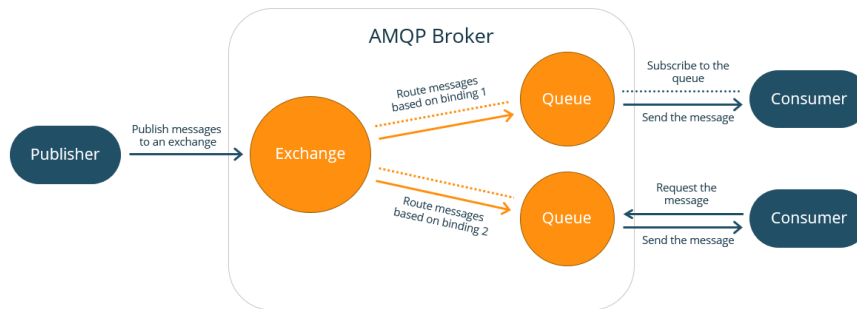 AMQP Broker
Publisher
Publish messages
to an exchange
Exchange
Route messages
based on binding 1
Queue
Subscribe to the
queue
Send the message
Consumer
Route messages
based on binding 2
Queue
Request the
message
Send the message
Consumer